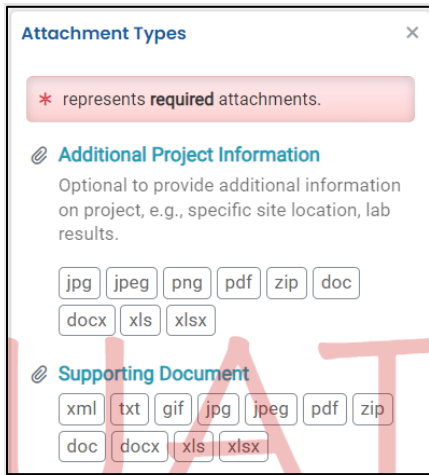 Attachment Types ×
* represents required attachments.
Additional Project Information
Optional to provide additional information
on project, e.g., specific site location, lab
results.
jpg jpeg png pdf zip doc
docx xls xlsx
Supporting Document
xml txt gif jpg jpeg pdf zip
doc docx xls xlsx
UAT